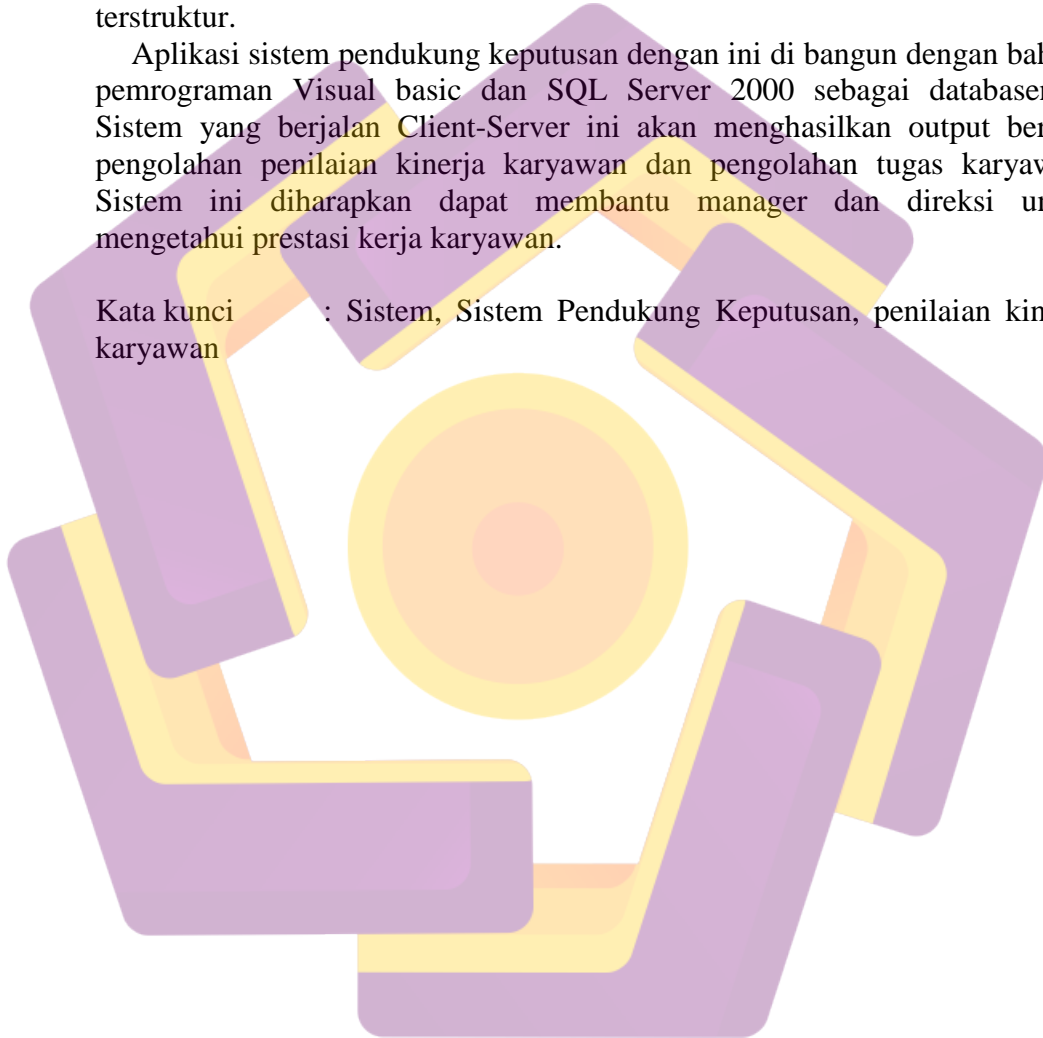 terstruktur.
Aplikasi sistem pendukung keputusan dengan ini di bangun dengan bah
pemrograman Visual basic dan SQL Server 2000 sebagai databaser
Sistem yang berjalan Client-Server ini akan menghasilkan output ber
pengolahan penilaian kinerja karyawan dan pengolahan tugas karyaw
Sistem ini diharapkan dapat membantu manager dan direksi un
mengetahui prestasi kerja karyawan.
Kata kunci : Sistem, Sistem Pendukung Keputusan, penilaian kin
karyawan